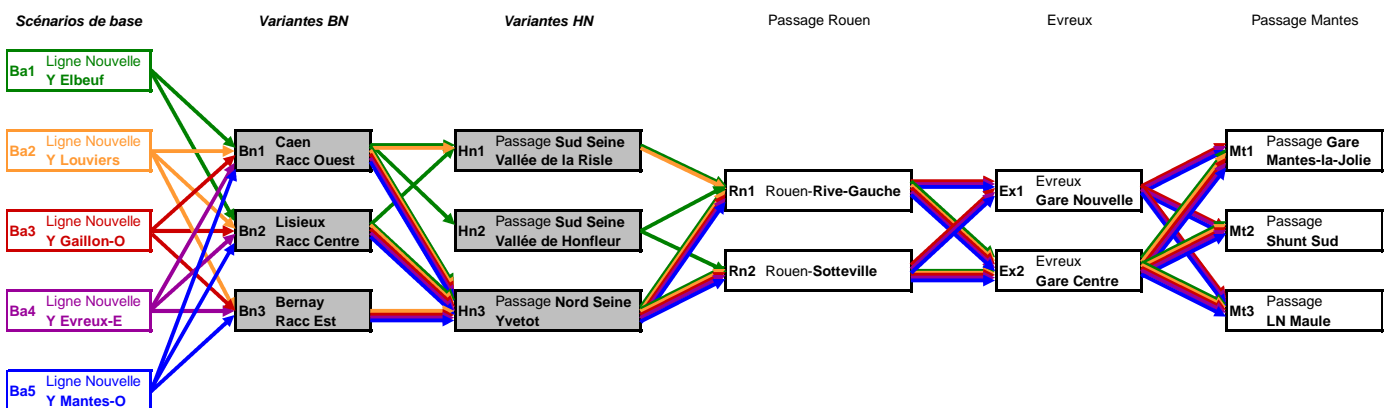 Scénarios de base
Variantes BN
Variantes HN
Passage Rouen
Evreux
Passage Mantes
Ba1 Ligne Nouvelle
Y Elbeuf
Ba2 Ligne Nouvelle
Y Louviers
Ba3 Ligne Nouvelle
Y Gaillon-O
Ba4 Ligne Nouvelle
Y Evreux-E
Ba5 Ligne Nouvelle
Y Mantes-O
Bn1 Caen
Racc Ouest
Bn2 Lisieux
Racc Centre
Bn3 Bernay
Racc Est
Hn1 Passage Sud Seine
Vallée de la Risle
Hn2 Passage Sud Seine
Vallée de Honfleur
Hn3 Passage Nord Seine
Yvetot
Rn1 Rouen-Rive-Gauche
Rn2 Rouen-Sotteville
Ex1 Evreux
Gare Nouvelle
Ex2 Evreux
Gare Centre
Mt1 Passage Gare
Mantes-la-Jolie
Mt2 Passage
Shunt Sud
Mt3 Passage
LN Maule